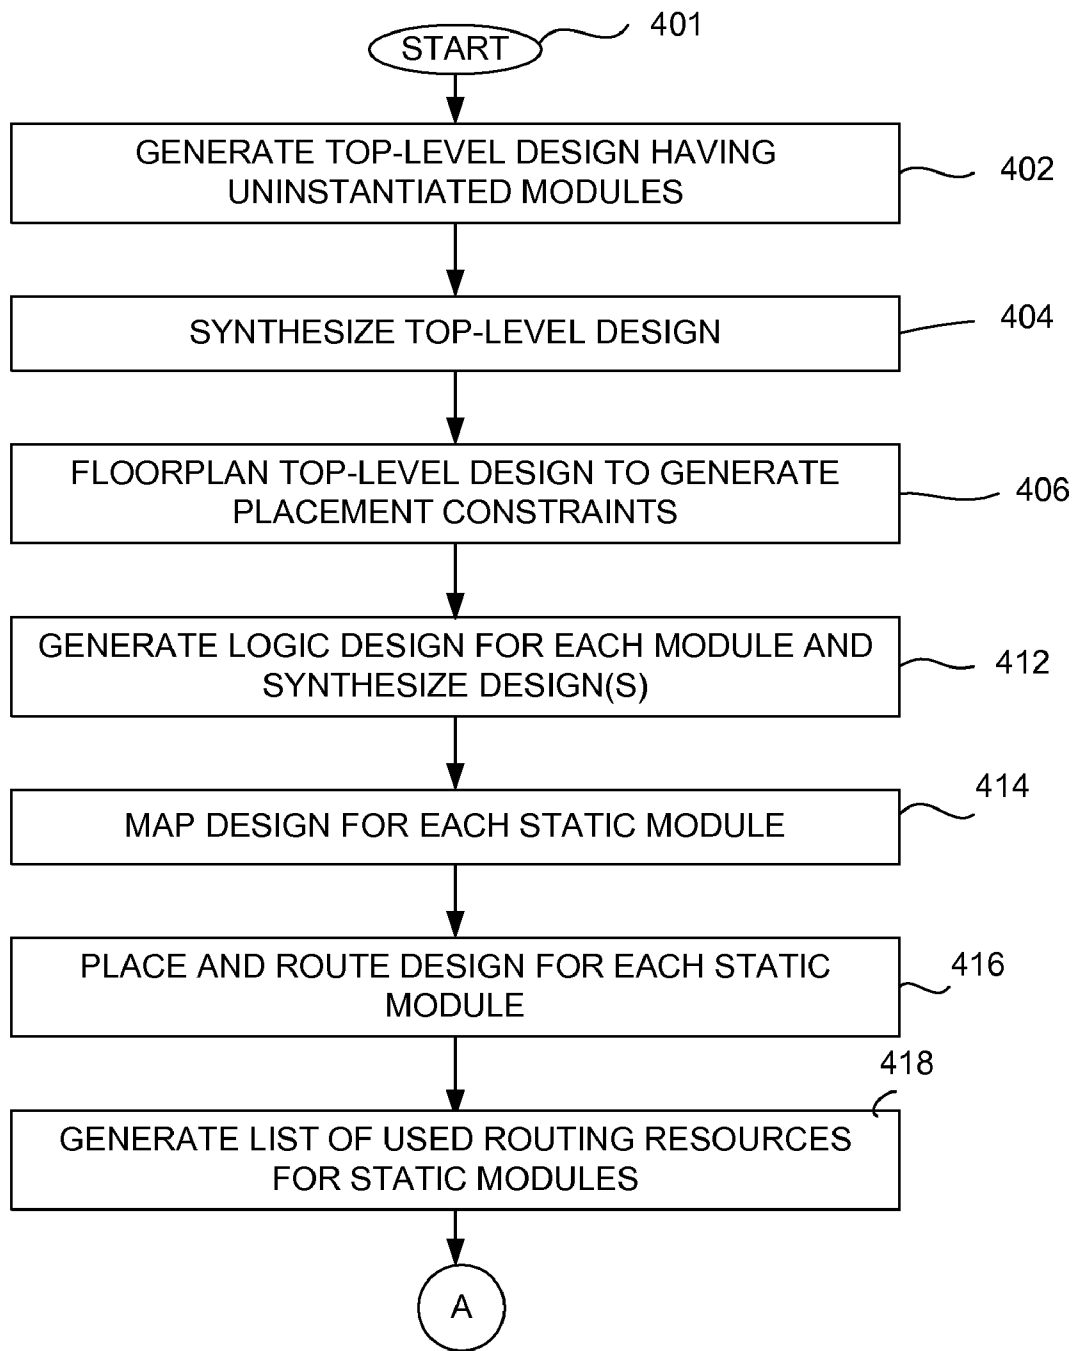 START
401
GENERATE TOP-LEVEL DESIGN HAVING
UNINSTANTIATED MODULES
402
SYNTHESIZE TOP-LEVEL DESIGN
404
FLOORPLAN TOP-LEVEL DESIGN TO GENERATE
PLACEMENT CONSTRAINTS
406
GENERATE LOGIC DESIGN FOR EACH MODULE AND
SYNTHESIZE DESIGN(S)
412
MAP DESIGN FOR EACH STATIC MODULE
414
PLACE AND ROUTE DESIGN FOR EACH STATIC
MODULE
416
418
GENERATE LIST OF USED ROUTING RESOURCES
FOR STATIC MODULES
A